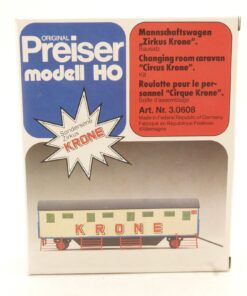 ORIGINAL
Preiser
modell HO
Mannschaftswagen
„Zirkus Krone".
Bausatz
Changing room caravan
"Circus Krone".
Kit
Roulotte pour le per-
sonnel "Cirque Krone".
Boîte d'assemblage
Art. Nr. 3.0608
Made in Federal Republic of Germany
Fabriqué en République Fédérale
d'Allemagne
Sonderserie
Zirkus
KRONE
KRONE